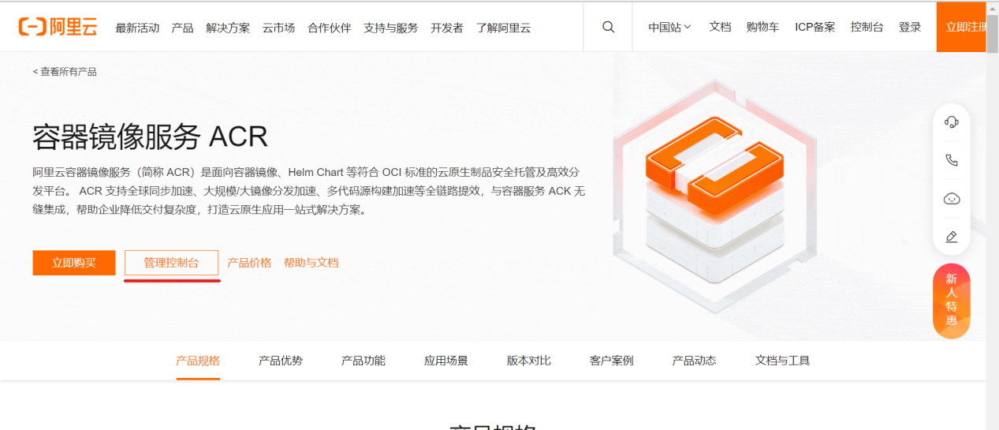 阿里云
最新活动 产品 解决方案 云市场 合作伙伴 支持与服务 开发者 了解阿里云
中国站 文档 购物车 ICP备案 控制台 登录 立即注册
< 查看所有产品
容器镜像服务 ACR
阿里云容器镜像服务（简称 ACR）是面向容器镜像、Helm Chart 等符合 OCI 标准的云原生制品安全托管及高效分
发平台。 ACR 支持全球同步加速、大规模/大镜像分发加速、多代码源构建加速等全链路提效，与容器服务 ACK 无
缝集成，帮助企业降低交付复杂度，打造云原生应用一站式解决方案。
立即购买 管理控制台 产品价格 帮助与文档
新人特惠
产品规格 产品优势 产品功能 应用场景 版本对比 客户案例 产品动态 文档与工具
产品规格